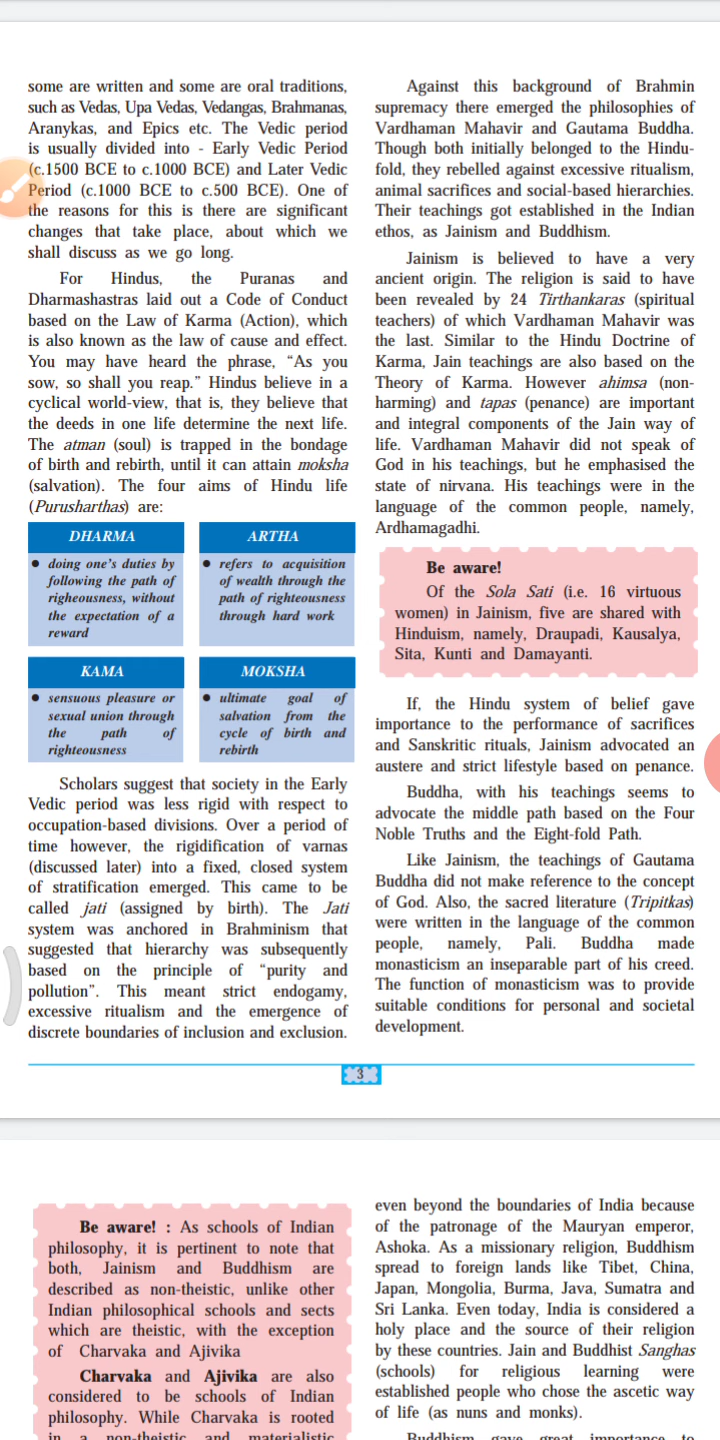 some are written and some are oral traditions,
such as Vedas, Upa Vedas, Vedangas, Brahmanas,
Aranykas, and Epics etc. The Vedic period
is usually divided into - Early Vedic Period
(c.1500 BCE to c.1000 BCE) and Later Vedic
Period (c.1000 BCE to c.500 BCE). One of
the reasons for this is there are significant
changes that take place, about which we
shall discuss as we go long.
For Hindus, the Puranas and
Dharmashastras laid out a Code of Conduct
based on the Law of Karma (Action), which
is also known as the law of cause and effect.
You may have heard the phrase, “As you
sow, so shall you reap.” Hindus believe in a
cyclical world-view, that is, they believe that
the deeds in one life determine the next life.
The atman (soul) is trapped in the bondage
of birth and rebirth, until it can attain moksha
(salvation). The four aims of Hindu life
(Purusharthas) are:
DHARMA
• doing one’s duties by
following the path of
righeousness, without
the expectation of a
reward
ARTHA
• refers to acquisition
of wealth through the
path of righteousness
through hard work
KAMA
• sensuous pleasure or
sexual union through
the path of
righteousness
MOKSHA
• ultimate goal of
salvation from the
cycle of birth and
rebirth
Scholars suggest that society in the Early
Vedic period was less rigid with respect to
occupation-based divisions. Over a period of
time however, the rigidification of varnas
(discussed later) into a fixed, closed system
of stratification emerged. This came to be
called jati (assigned by birth). The Jati
system was anchored in Brahminism that
suggested that hierarchy was subsequently
based on the principle of “purity and
pollution”. This meant strict endogamy,
excessive ritualism and the emergence of
discrete boundaries of inclusion and exclusion.
Against this background of Brahmin
supremacy there emerged the philosophies of
Vardhaman Mahavir and Gautama Buddha.
Though both initially belonged to the Hindu-
fold, they rebelled against excessive ritualism,
animal sacrifices and social-based hierarchies.
Their teachings got established in the Indian
ethos, as Jainism and Buddhism.
Jainism is believed to have a very
ancient origin. The religion is said to have
been revealed by 24 Tirthankaras (spiritual
teachers) of which Vardhaman Mahavir was
the last. Similar to the Hindu Doctrine of
Karma, Jain teachings are also based on the
Theory of Karma. However ahimsa (non-
harming) and tapas (penance) are important
and integral components of the Jain way of
life. Vardhaman Mahavir did not speak of
God in his teachings, but he emphasised the
state of nirvana. His teachings were in the
language of the common people, namely,
Ardhamagadhi.
Be aware!
Of the Sola Sati (i.e. 16 virtuous
women) in Jainism, five are shared with
Hinduism, namely, Draupadi, Kausalya,
Sita, Kunti and Damayanti.
If, the Hindu system of belief gave
importance to the performance of sacrifices
and Sanskritic rituals, Jainism advocated an
austere and strict lifestyle based on penance.
Buddha, with his teachings seems to
advocate the middle path based on the Four
Noble Truths and the Eight-fold Path.
Like Jainism, the teachings of Gautama
Buddha did not make reference to the concept
of God. Also, the sacred literature (Tripitkas)
were written in the language of the common
people, namely, Pali. Buddha made
monasticism an inseparable part of his creed.
The function of monasticism was to provide
suitable conditions for personal and societal
development.
3
Be aware! : As schools of Indian
philosophy, it is pertinent to note that
both, Jainism and Buddhism are
described as non-theistic, unlike other
Indian philosophical schools and sects
which are theistic, with the exception
of Charvaka and Ajivika
Charvaka and Ajivika are also
considered to be schools of Indian
philosophy. While Charvaka is rooted
in a non-theistic and materialistic
even beyond the boundaries of India because
of the patronage of the Mauryan emperor,
Ashoka. As a missionary religion, Buddhism
spread to foreign lands like Tibet, China,
Japan, Mongolia, Burma, Java, Sumatra and
Sri Lanka. Even today, India is considered a
holy place and the source of their religion
by these countries. Jain and Buddhist Sanghas
(schools) for religious learning were
established people who chose the ascetic way
of life (as nuns and monks).
Buddhism gave great importance to